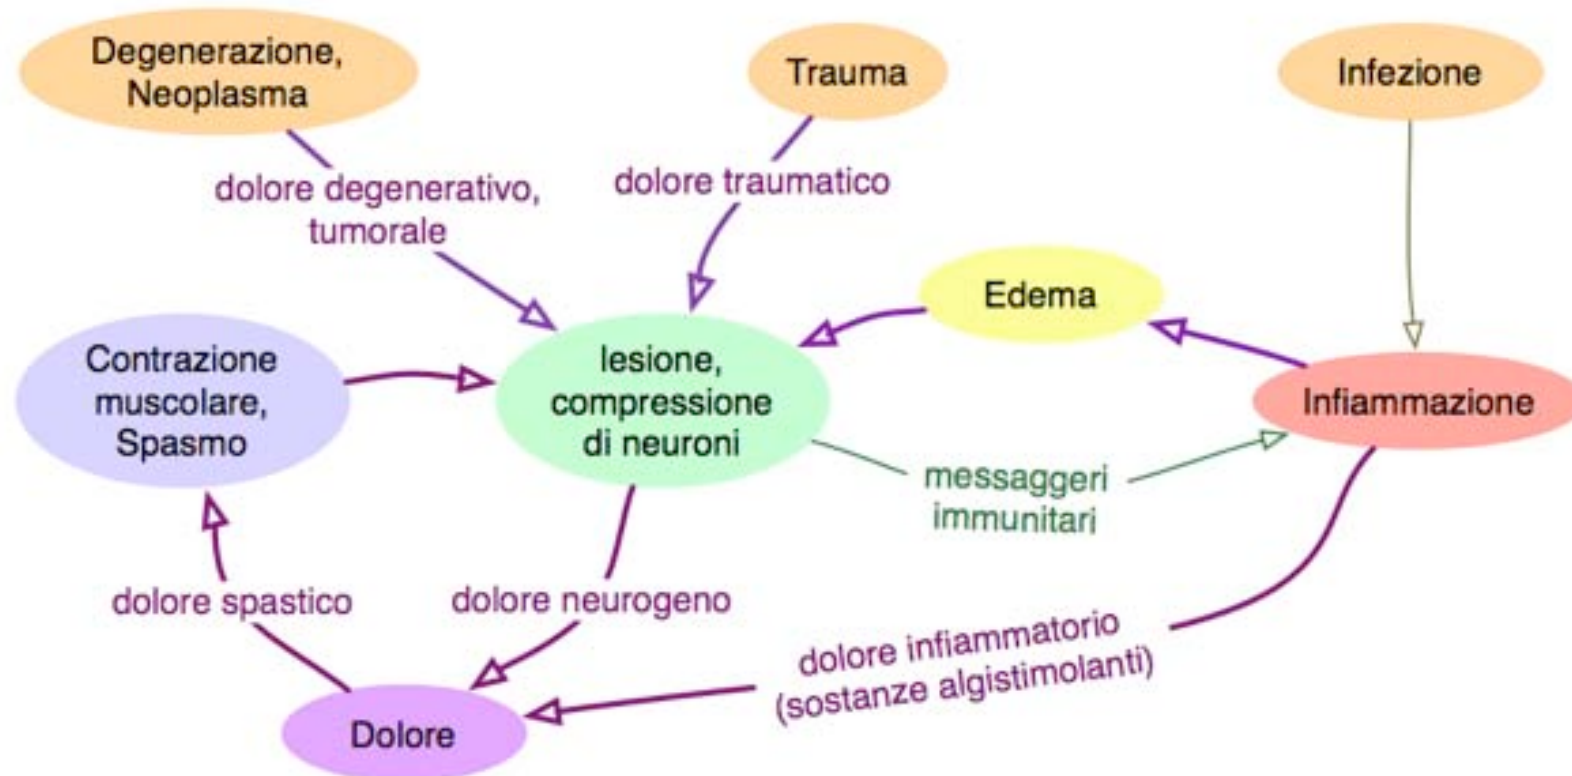 Degenerazione,
Neoplasma
Trauma
Infezione
dolore degenerativo,
tumorale
dolore traumatico
Edema
Contrazione
muscolare,
Spasmo
lesione,
compressione
di neuroni
Infiammazione
messaggeri
immunitari
dolore spastico
dolore neurogeno
dolore infiammatorio
(sostanze algistimolanti)
Dolore